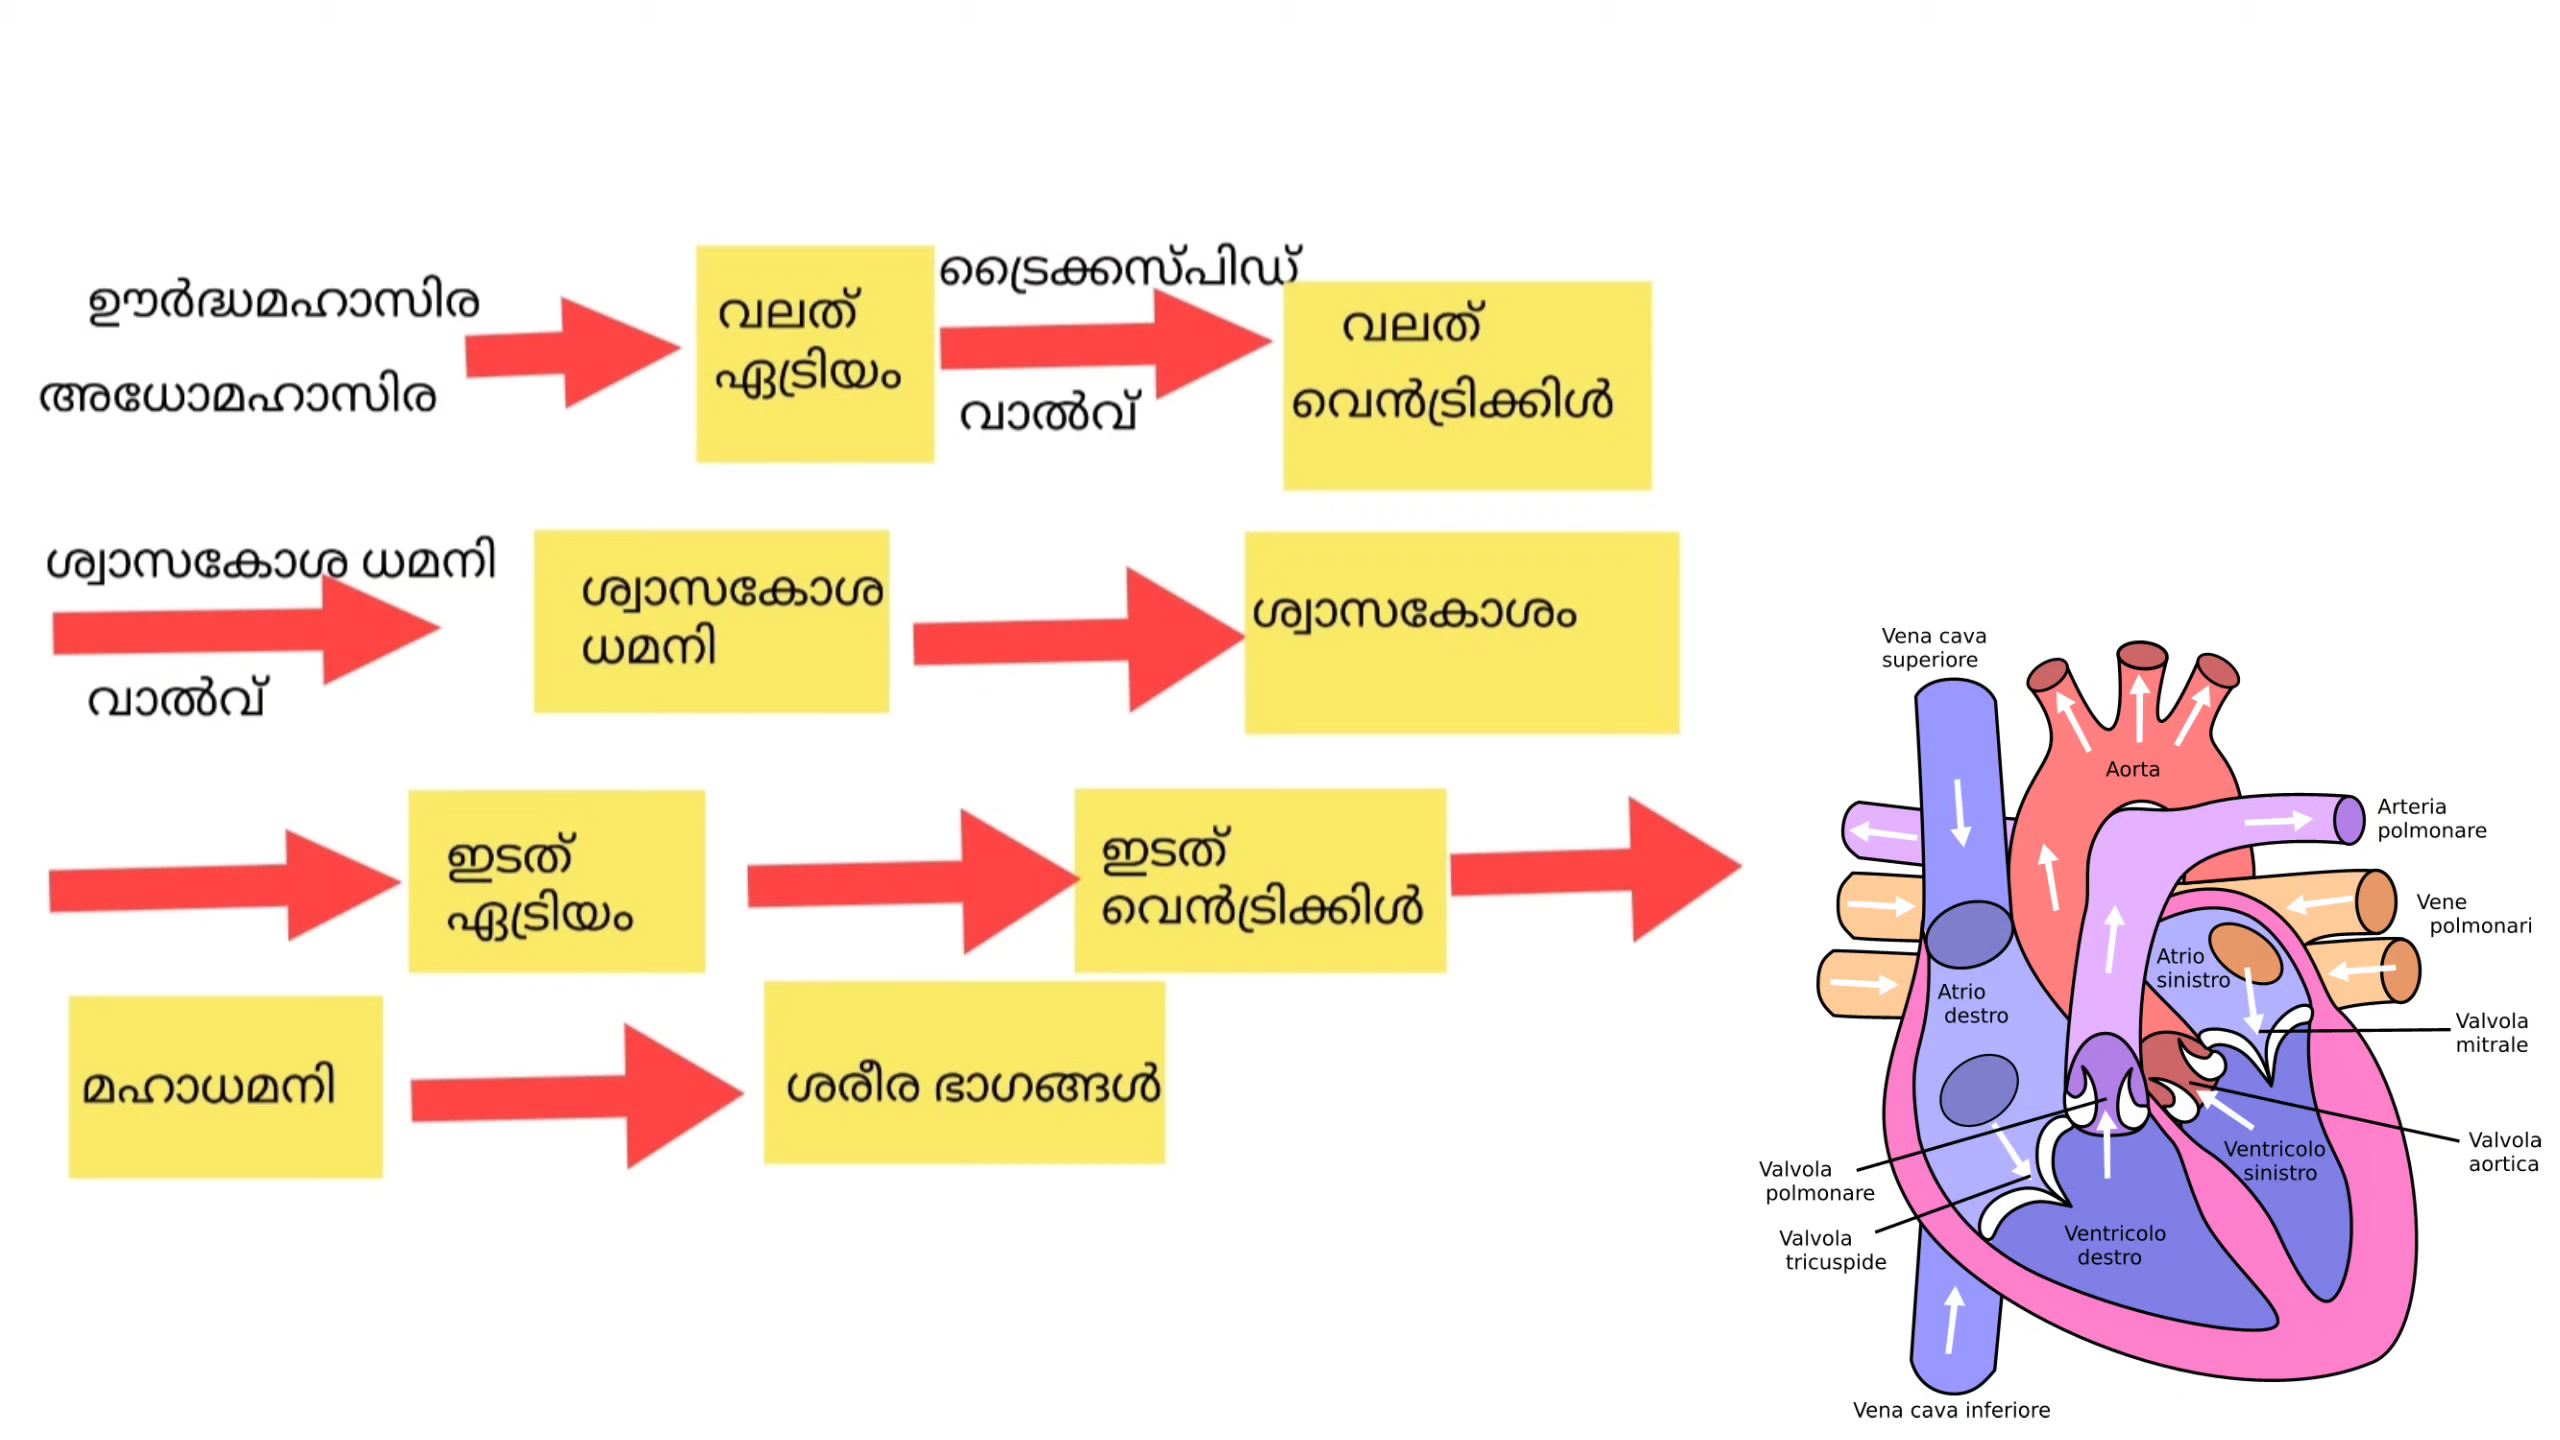 ഊർദ്ധമഹാസിര
അധോമഹാസിര
വലത്
ഏട്രിയം
ട്രൈക്കസ്പിഡ്
വാൽവ്
വലത്
വെൻട്രിക്കിൾ
ശ്വാസകോശ ധമനി
വാൽവ്
ശ്വാസകോശ
ധമനി
ശ്വാസകോശം
ഇടത്
ഏട്രിയം
ഇടത്
വെൻട്രിക്കിൾ
മഹാധമനി
ശരീര ഭാഗങ്ങൾ
Vena cava
superiore
Aorta
Arteria
polmonare
Vene
polmonari
Atrio
sinistro
Atrio
destro
Valvola
mitrale
Valvola
aortica
Ventricolo
sinistro
Valvola
polmonare
Valvola
tricuspide
Ventricolo
destro
Vena cava inferiore